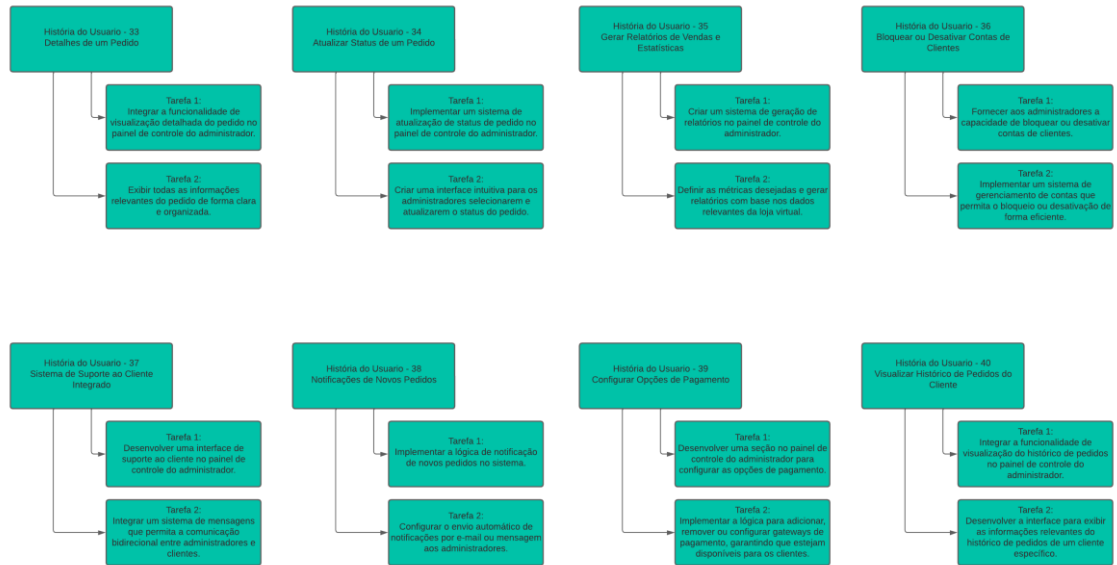 História do Usuario - 33
Detalhes de um Pedido
Tarefa 1:
Integrar a funcionalidade de
visualização detalhada do pedido no
painel de controle do administrador.
Tarefa 2:
Exibir todas as informações
relevantes do pedido de forma clara
e organizada.
História do Usuario - 34
Atualizar Status de um Pedido
Tarefa 1:
Implementar um sistema de
atualização de status de pedido no
painel de controle do administrador.
Tarefa 2:
Criar uma interface intuitiva para os
administradores selecionarem e
atualizarem o status do pedido.
História do Usuario - 35
Gerar Relatórios de Vendas e
Estatísticas
Tarefa 1:
Criar um sistema de geração de
relatórios no painel de controle do
administrador.
Tarefa 2:
Definir as métricas desejadas e gerar
relatórios com base nos dados
relevantes da loja virtual.
História do Usuario - 36
Bloquear ou Desativar Contas de
Clientes
Tarefa 1:
Fornecer aos administradores a
capacidade de bloquear ou desativar
contas de clientes.
Tarefa 2:
Implementar um sistema de
gerenciamento de contas que
permita o bloqueio ou desativação de
forma eficiente.
História do Usuario - 37
Sistema de Suporte ao Cliente
Integrado
Tarefa 1:
Desenvolver uma interface de
suporte ao cliente no painel de
controle do administrador.
Tarefa 2:
Integrar um sistema de mensagens
que permita a comunicação
bidirecional entre administradores e
clientes.
História do Usuario - 38
Notificações de Novos Pedidos
Tarefa 1:
Implementar a lógica de notificação
de novos pedidos no sistema.
Tarefa 2:
Configurar o envio automático de
notificações por e-mail ou mensagem
aos administradores.
História do Usuario - 39
Configurar Opções de Pagamento
Tarefa 1:
Desenvolver uma seção no painel de
controle do administrador para
configurar as opções de pagamento.
Tarefa 2:
Implementar a lógica para adicionar,
remover ou configurar gateways de
pagamento, garantindo que estejam
disponíveis para os clientes.
História do Usuario - 40
Visualizar Histórico de Pedidos do
Cliente
Tarefa 1:
Integrar a funcionalidade de
visualização do histórico de pedidos
no painel de controle do
administrador.
Tarefa 2:
Desenvolver a interface para exibir
as informações relevantes do
histórico de pedidos de um cliente
específico.